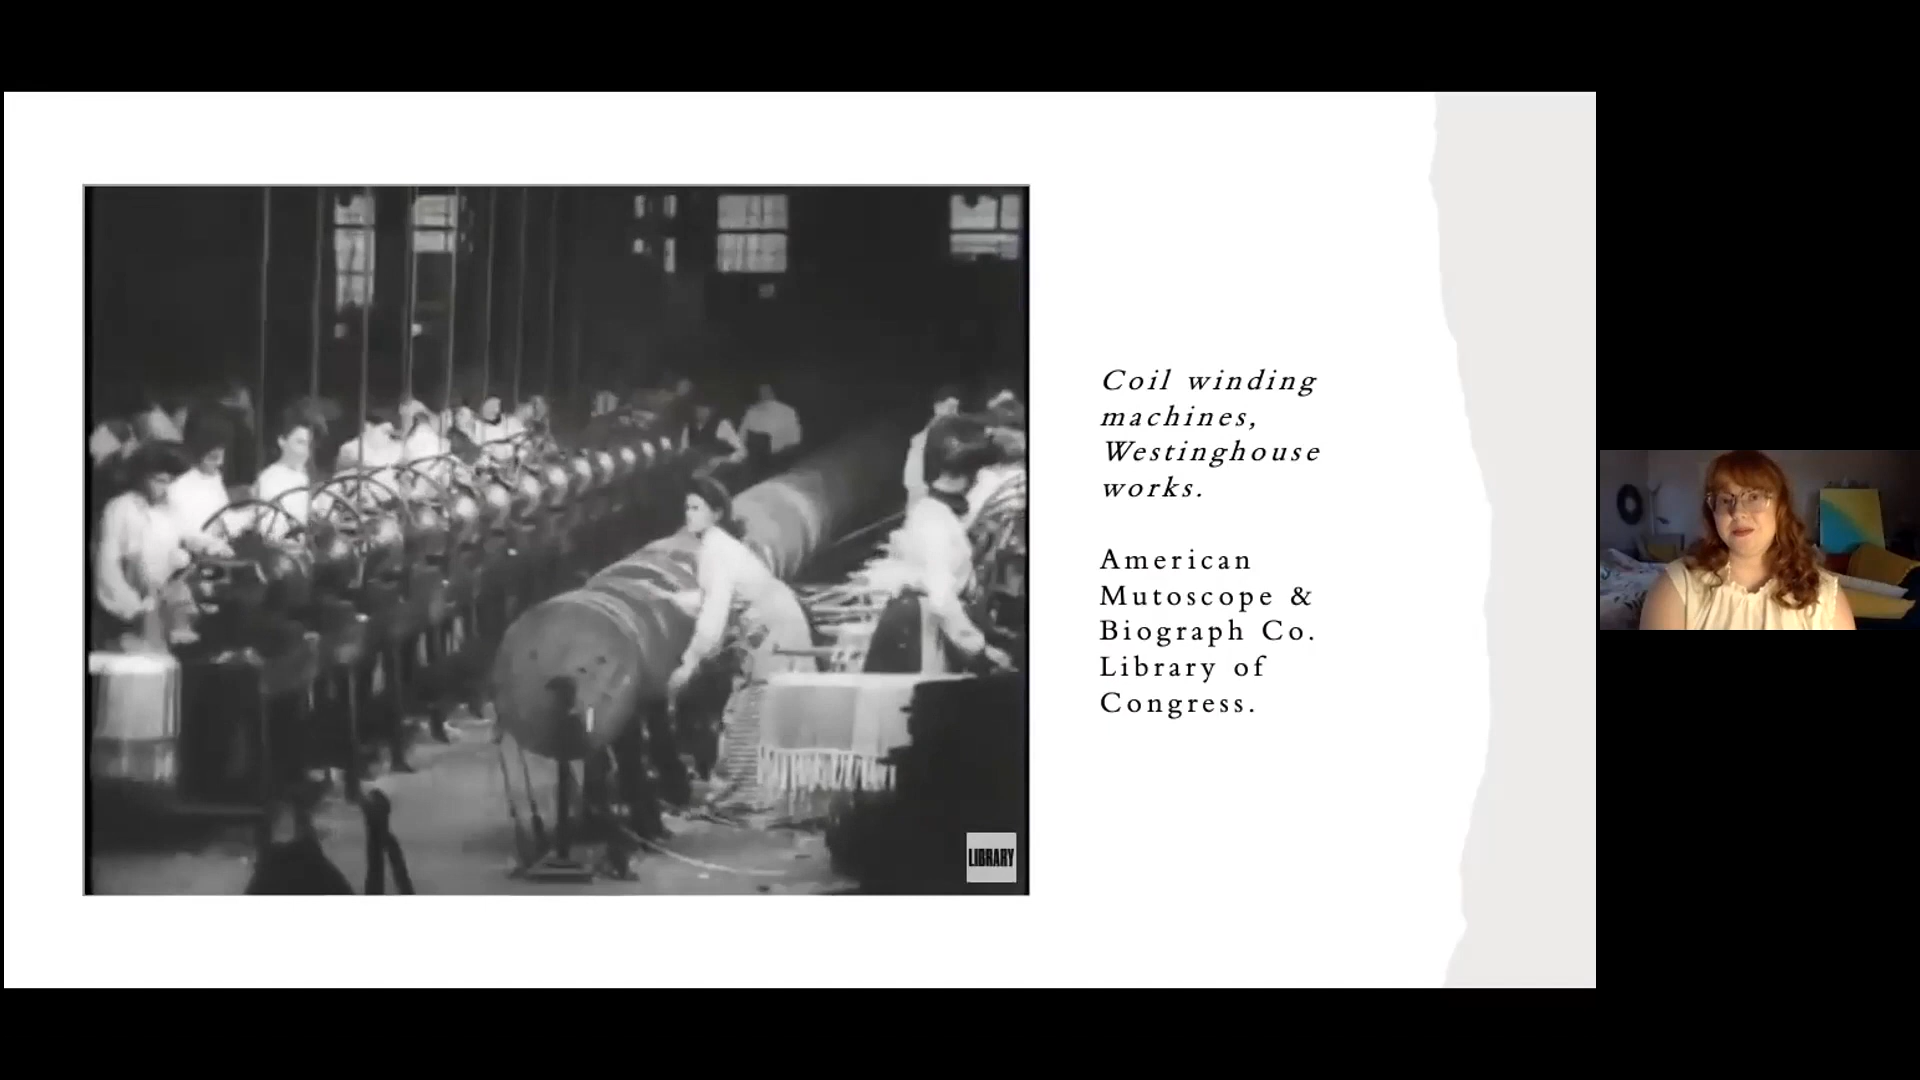 Coil winding
machines,
Westinghouse
works.
American
Mutoscope &
Biograph Co.
Library of
Congress.
LIBRARY